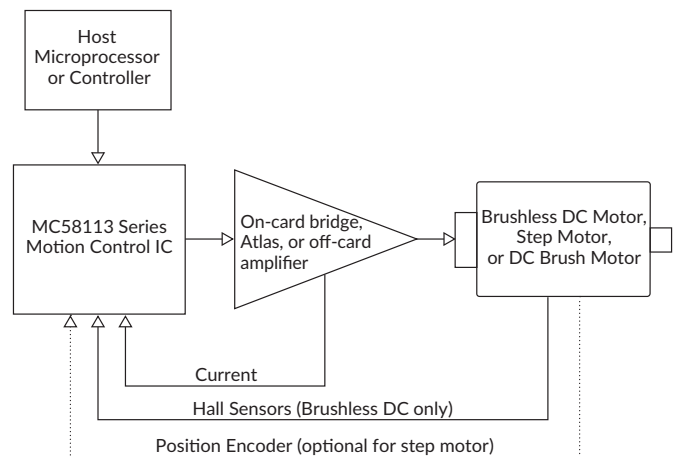 Host
Microprocessor
or Controller
MC58113 Series
Motion Control IC
On-card bridge,
Atlas, or off-card
amplifier
Brushless DC Motor,
Step Motor,
or DC Brush Motor
Current
Hall Sensors (Brushless DC only)
Position Encoder (optional for step motor)